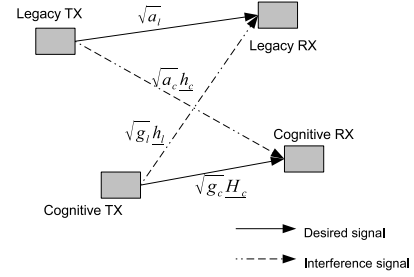 Legacy TX
√a_l
Legacy RX
√a_c h_c
√g_l h_l
Cognitive RX
√g_c H_c
Cognitive TX
Desired signal
Interference signal